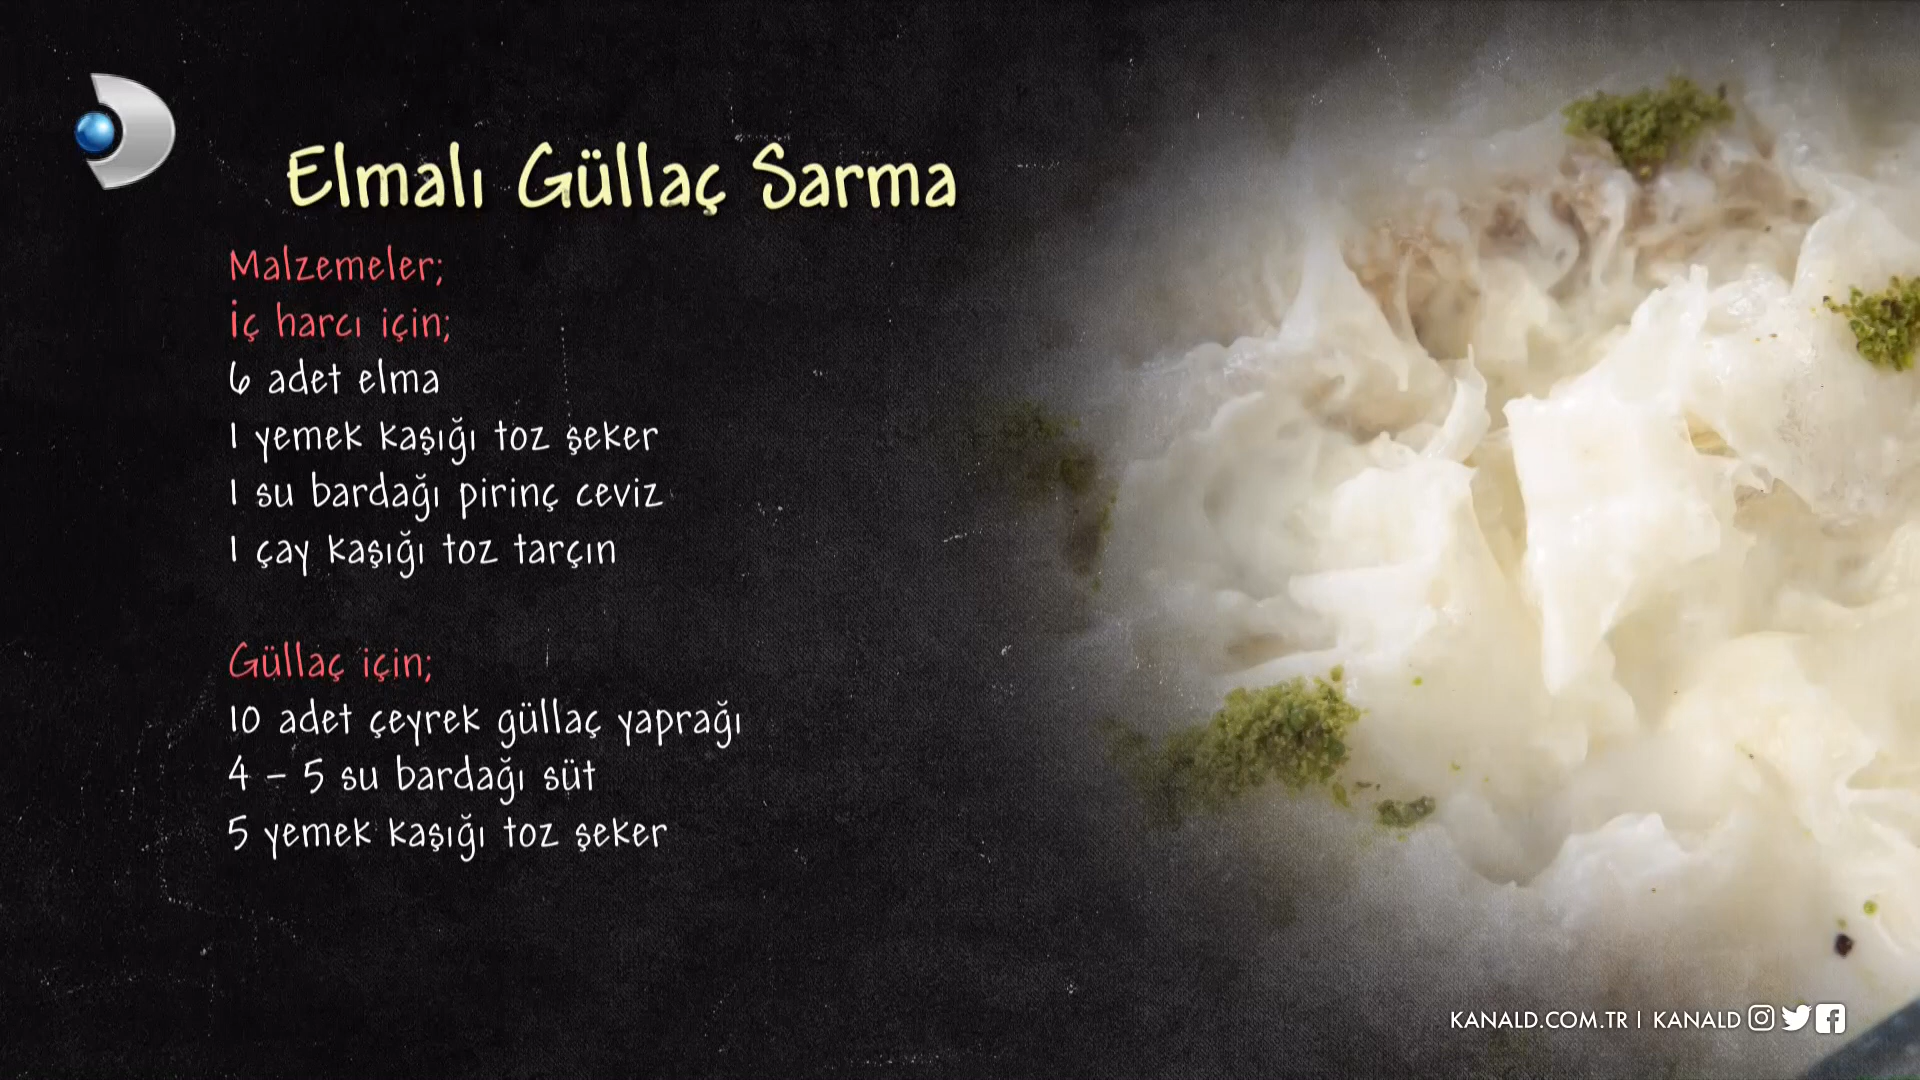 Elmalı Güllaç Sarma
Malzemeler;
İç harcı için;
6 adet elma
1 yemek kaşığı toz şeker
1 su bardağı pirinç ceviz
1 çay kaşığı toz tarçın
Güllaç için;
10 adet çeyrek güllaç yaprağı
4 - 5 su bardağı süt
5 yemek kaşığı toz şeker
KANALD.COM.TR | KANALD